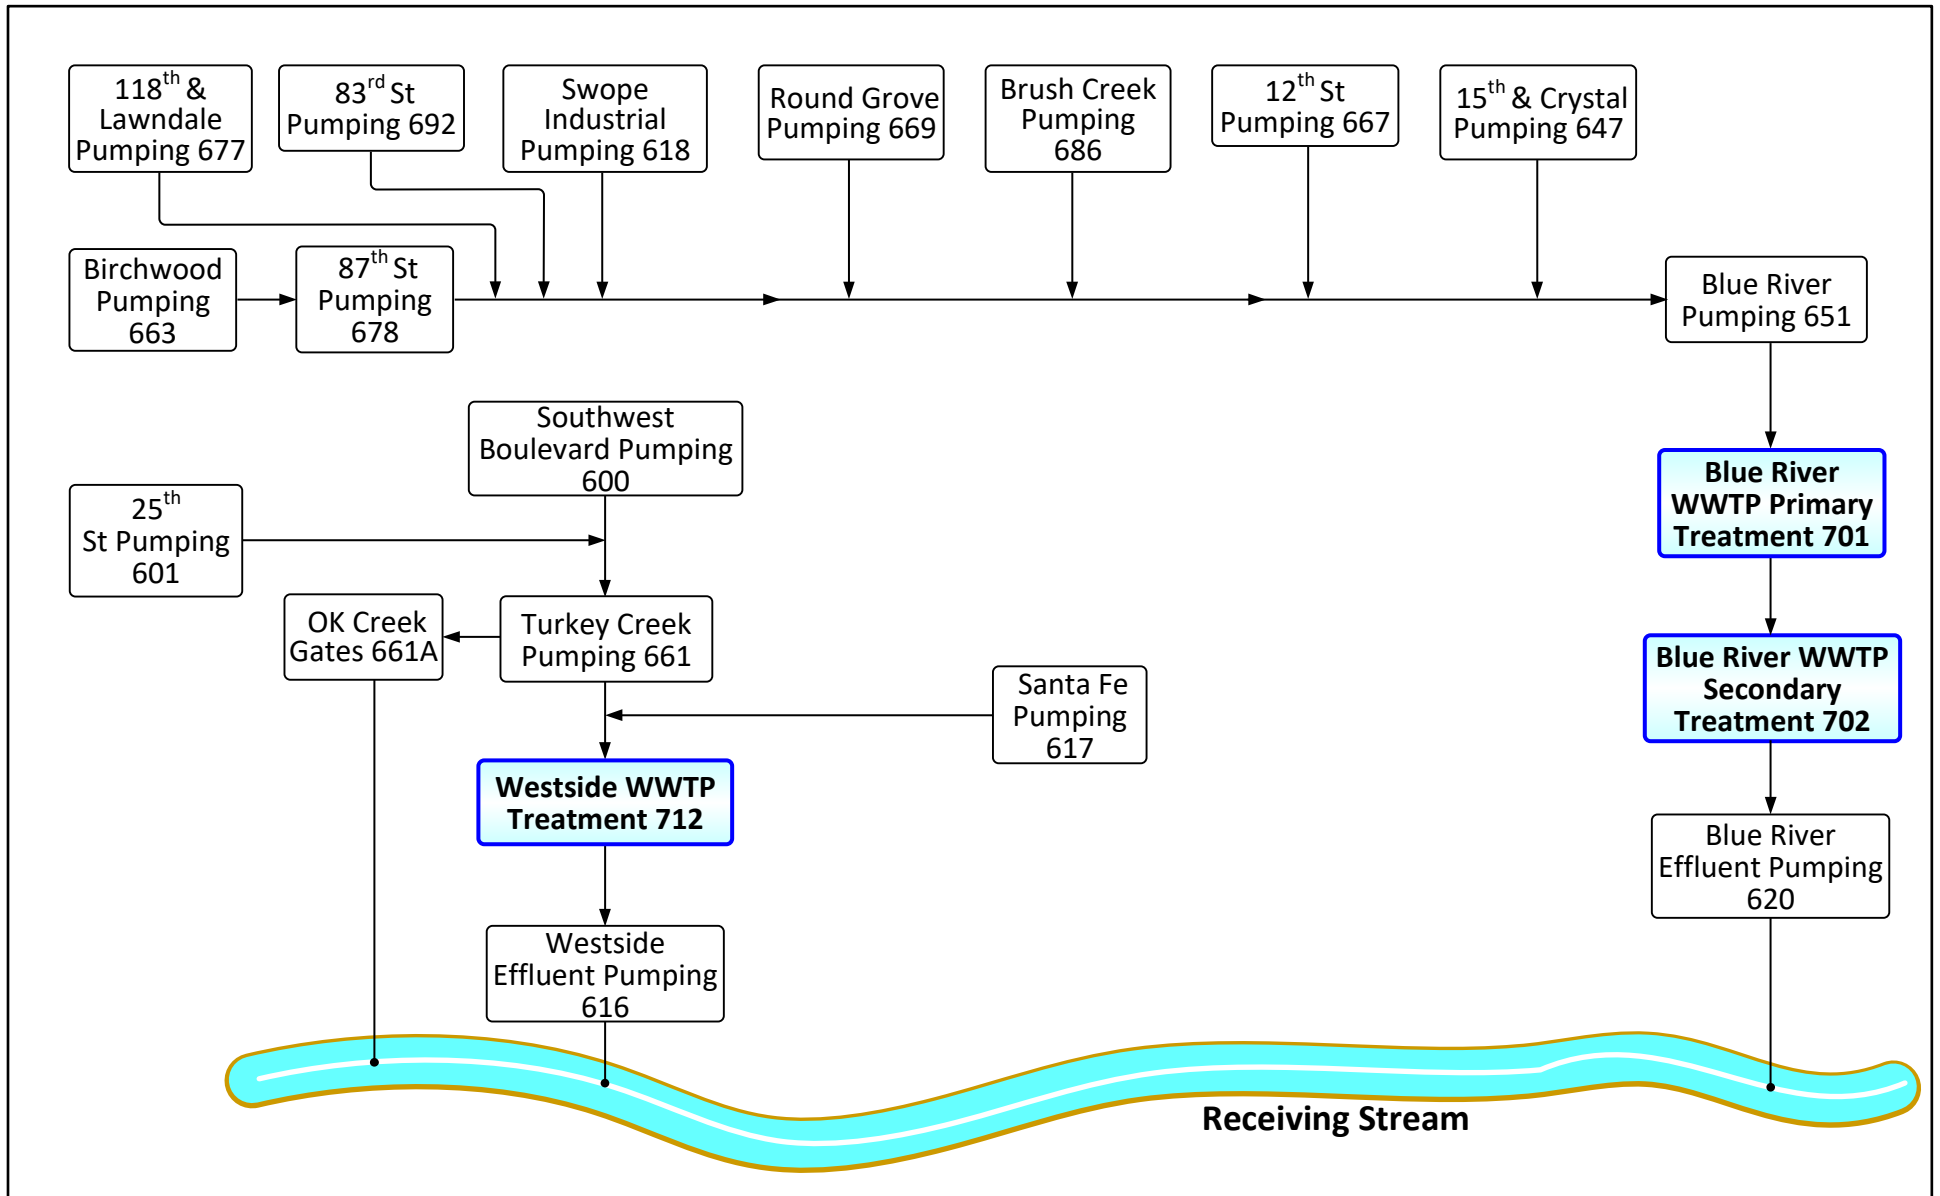 118th &
Lawndale
Pumping 677
83rd St
Pumping 692
Swope
Industrial
Pumping 618
Round Grove
Pumping 669
Brush Creek
Pumping
686
12th St
Pumping 667
15th & Crystal
Pumping 647
Birchwood
Pumping
663
87th St
Pumping
678
Blue River
Pumping 651
Southwest
Boulevard Pumping
600
25th
St Pumping
601
Blue River
WWTP Primary
Treatment 701
OK Creek
Gates 661A
Turkey Creek
Pumping 661
Santa Fe
Pumping
617
Blue River WWTP
Secondary
Treatment 702
Westside WWTP
Treatment 712
Blue River
Effluent Pumping
620
Westside
Effluent Pumping
616
Receiving Stream